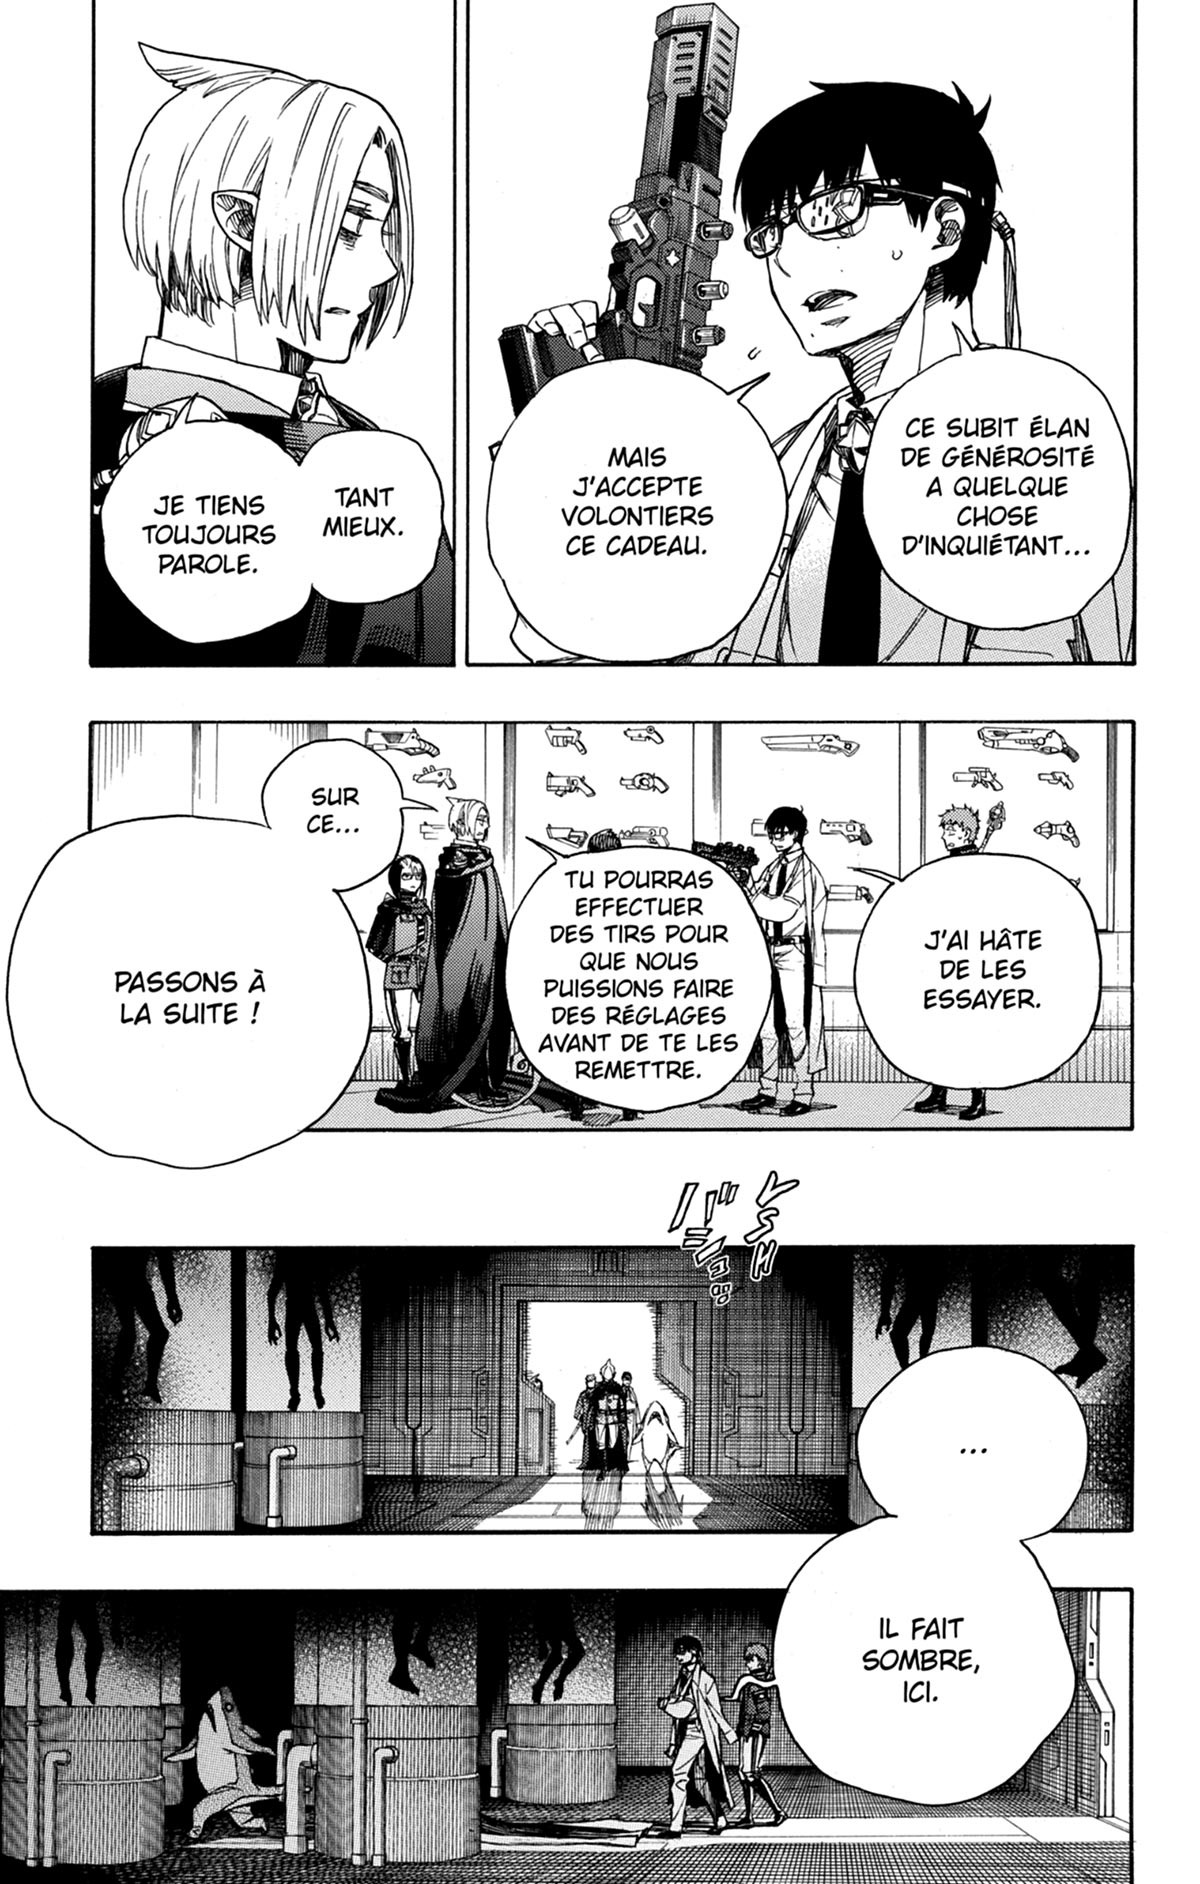 CE SUBIT ÉLAN
DE GÉNÉROSITÉ
A QUELQUE
CHOSE
D'INQUIÉTANT...
MAIS
J'ACCEPTE
VOLONTIERS
CE CADEAU.
TANT
MIEUX.
JE TIENS
TOUJOURS
PAROLE.
J'AI HÂTE
DE LES
ESSAYER.
TU POURRAS
EFFECTUER
DES TIRS POUR
QUE NOUS
PUISSIONS FAIRE
DES RÉGLAGES
AVANT DE TE LES
REMETTRE.
SUR
CE...
PASSONS À
LA SUITE !
VSHH
...
IL FAIT
SOMBRE,
ICI.